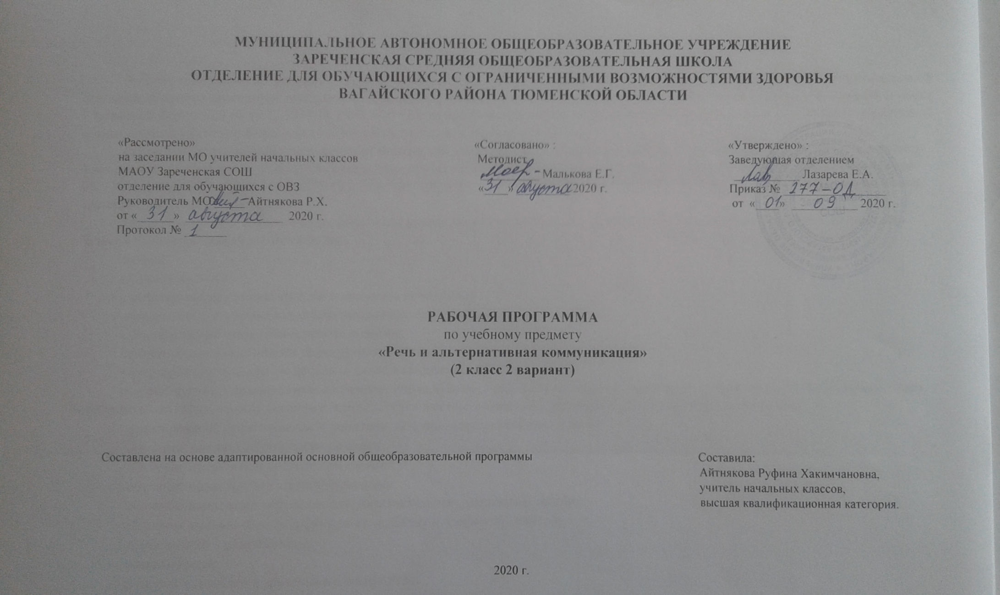 МУНИЦИПАЛЬНОЕ АВТОНОМНОЕ ОБЩЕОБРАЗОВАТЕЛЬНОЕ УЧРЕЖДЕНИЕ
ЗАРЕЧЕНСКАЯ СРЕДНЯЯ ОБЩЕОБРАЗОВАТЕЛЬНАЯ ШКОЛА
ОТДЕЛЕНИЕ ДЛЯ ОБУЧАЮЩИХСЯ С ОГРАНИЧЕННЫМИ ВОЗМОЖНОСТЯМИ ЗДОРОВЬЯ
ВАГАЙСКОГО РАЙОНА ТЮМЕНСКОЙ ОБЛАСТИ
«Рассмотрено»
на заседании МО учителей начальных классов
МАОУ Зареченская СОШ
отделение для обучающихся с ОВЗ
Руководитель МО Айтнякова Р.Х.
от «31» августа 2020 г.
Протокол № 1
«Согласовано» :
Методист
Малькова Е.Г.
«31» августа 2020 г.
«Утверждено» :
Заведующая отделением
Лазарева Е.А.
Приказ № 277-ОД
от «01» 09 2020 г.
СОШ
РАБОЧАЯ ПРОГРАММА
по учебному предмету
«Речь и альтернативная коммуникация»
(2 класс 2 вариант)
Составлена на основе адаптированной основной общеобразовательной программы
Составила:
Айтнякова Руфина Хакимчановна,
учитель начальных классов,
высшая квалификационная категория.
2020 г.